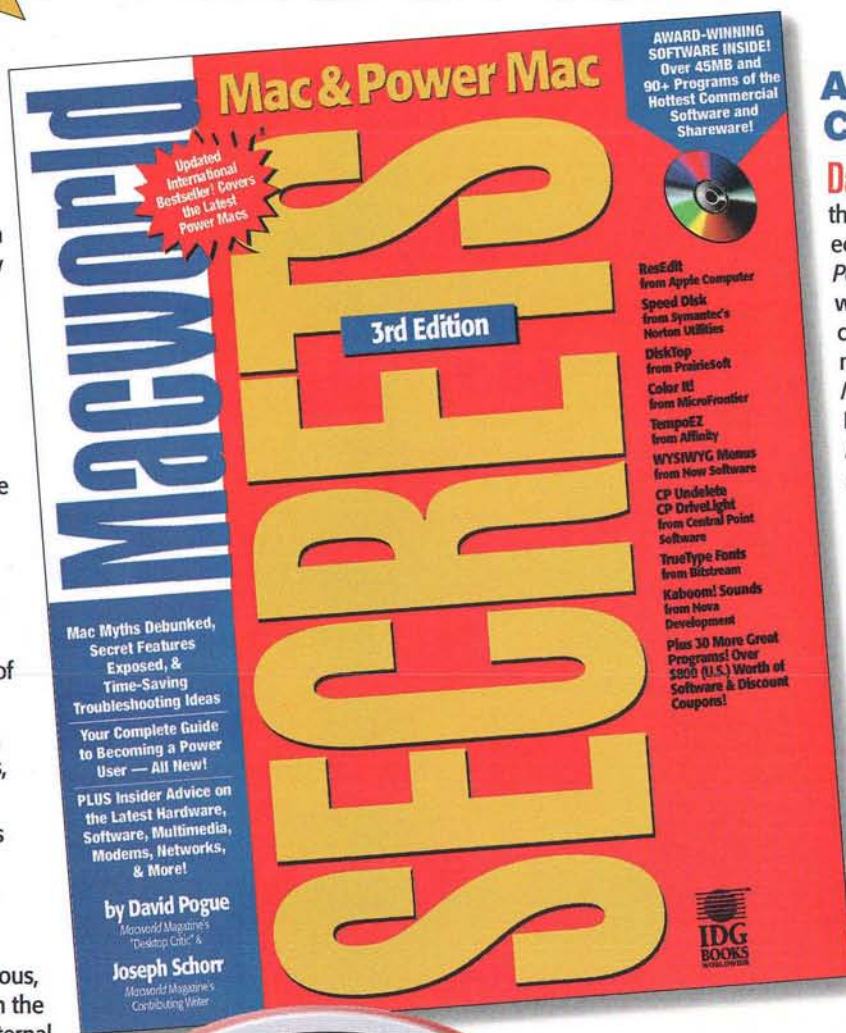 Macworld
Mac & Power Mac
SECRETS
3rd Edition
Updated
International
Bestseller! Covers
the Latest
Power Macs
AWARD-WINNING
SOFTWARE INSIDE!
Over 45MB and
90+ Programs of the
Hottest Commercial
Software and
Shareware!
ResEdit
from Apple Computer
Speed Disk
from Symantec's
Norton Utilities
DiskTop
from PrairieSoft
Color It!
from MicroFrontier
TempoEZ
from Affinity
WYSIWYG Menus
from Now Software
CP Undelete
CP DriveLight
from Central Point
Software
TrueType Fonts
from Bitstream
Kaboom! Sounds
from Nova
Development
Plus 30 More Great
Programs! Over
$800 (U.S.) Worth of
Software & Discount
Coupons!
Mac Myths Debunked,
Secret Features
Exposed, &
Time-Saving
Troubleshooting Ideas
Your Complete Guide
to Becoming a Power
User — All New!
PLUS Insider Advice on
the Latest Hardware,
Software, Multimedia,
Modems, Networks,
& More!
by David Pogue
Macworld Magazine's
"Desktop Critic" &
Joseph Schorr
Macworld Magazine's
Contributing Writer
IDG
BOOKS
WORLDWIDE
of
ous,
the